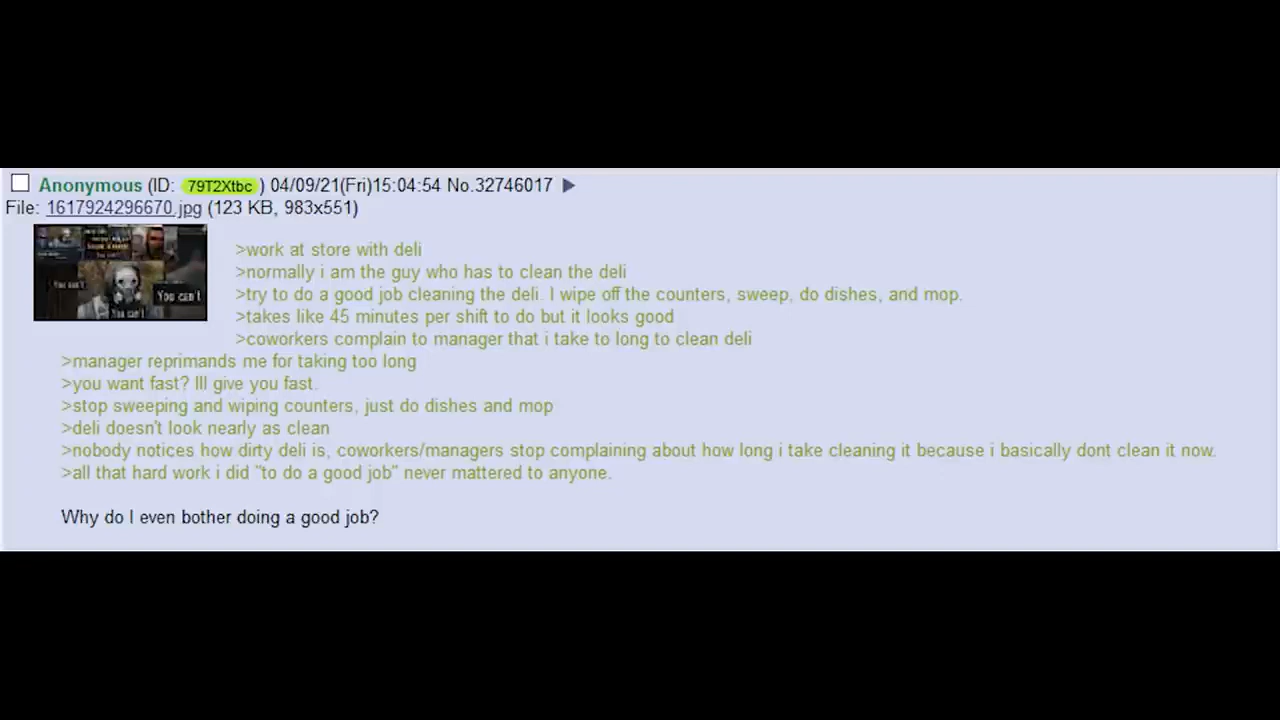 Anonymous (ID: 79T2Xtbc ) 04/09/21(Fri)15:04:54 No.32746017
File: 1617924296670.jpg (123 KB, 983x551)
You can't
You can't
You can't
>work at store with deli
>normally i am the guy who has to clean the deli
>try to do a good job cleaning the deli. I wipe off the counters, sweep, do dishes, and mop.
>takes like 45 minutes per shift to do but it looks good
>coworkers complain to manager that i take to long to clean deli
>manager reprimands me for taking too long
>you want fast? Ill give you fast.
>stop sweeping and wiping counters, just do dishes and mop
>deli doesn't look nearly as clean
>nobody notices how dirty deli is, coworkers/managers stop complaining about how long i take cleaning it because i basically dont clean it now.
>all that hard work i did "to do a good job" never mattered to anyone.
Why do I even bother doing a good job?